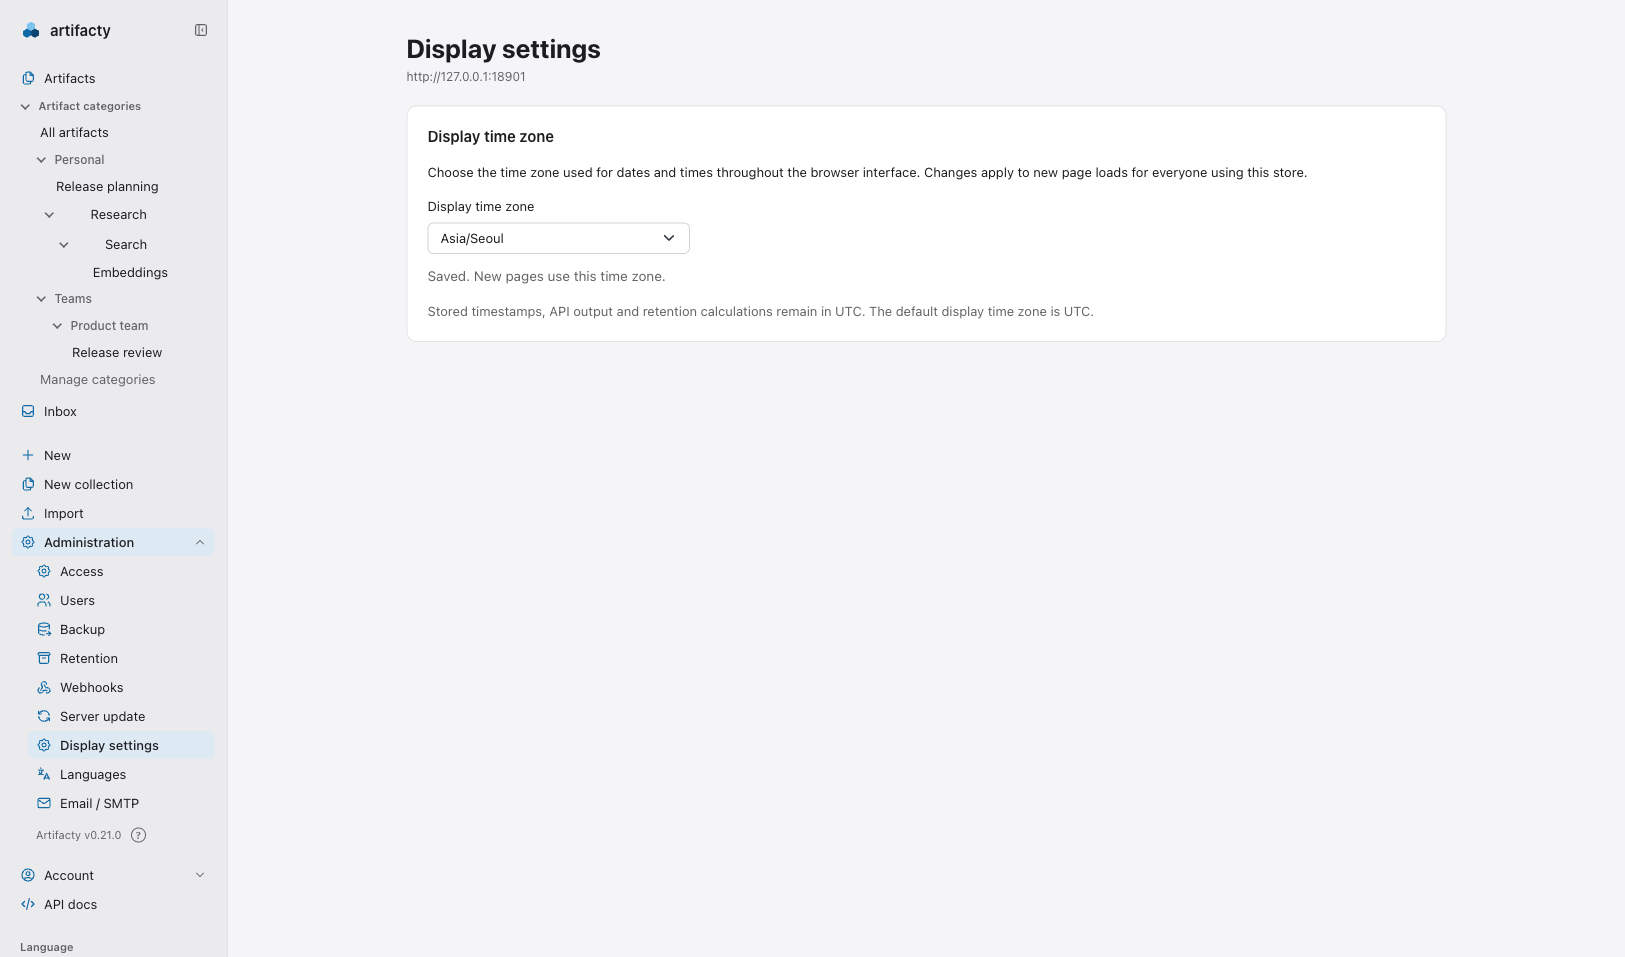 artifacty
Artifacts
Artifact categories
All artifacts
Personal
Release planning
Research
Search
Embeddings
Teams
Product team
Release review
Manage categories
Inbox
New
New collection
Import
Administration
Access
Users
Backup
Retention
Webhooks
Server update
Display settings
Languages
Email / SMTP
Artifacty v0.21.0 ?
Account
API docs
Language
Display settings
http://127.0.0.1:18901
Display time zone
Choose the time zone used for dates and times throughout the browser interface. Changes apply to new page loads for everyone using this store.
Display time zone
Asia/Seoul
Saved. New pages use this time zone.
Stored timestamps, API output and retention calculations remain in UTC. The default display time zone is UTC.